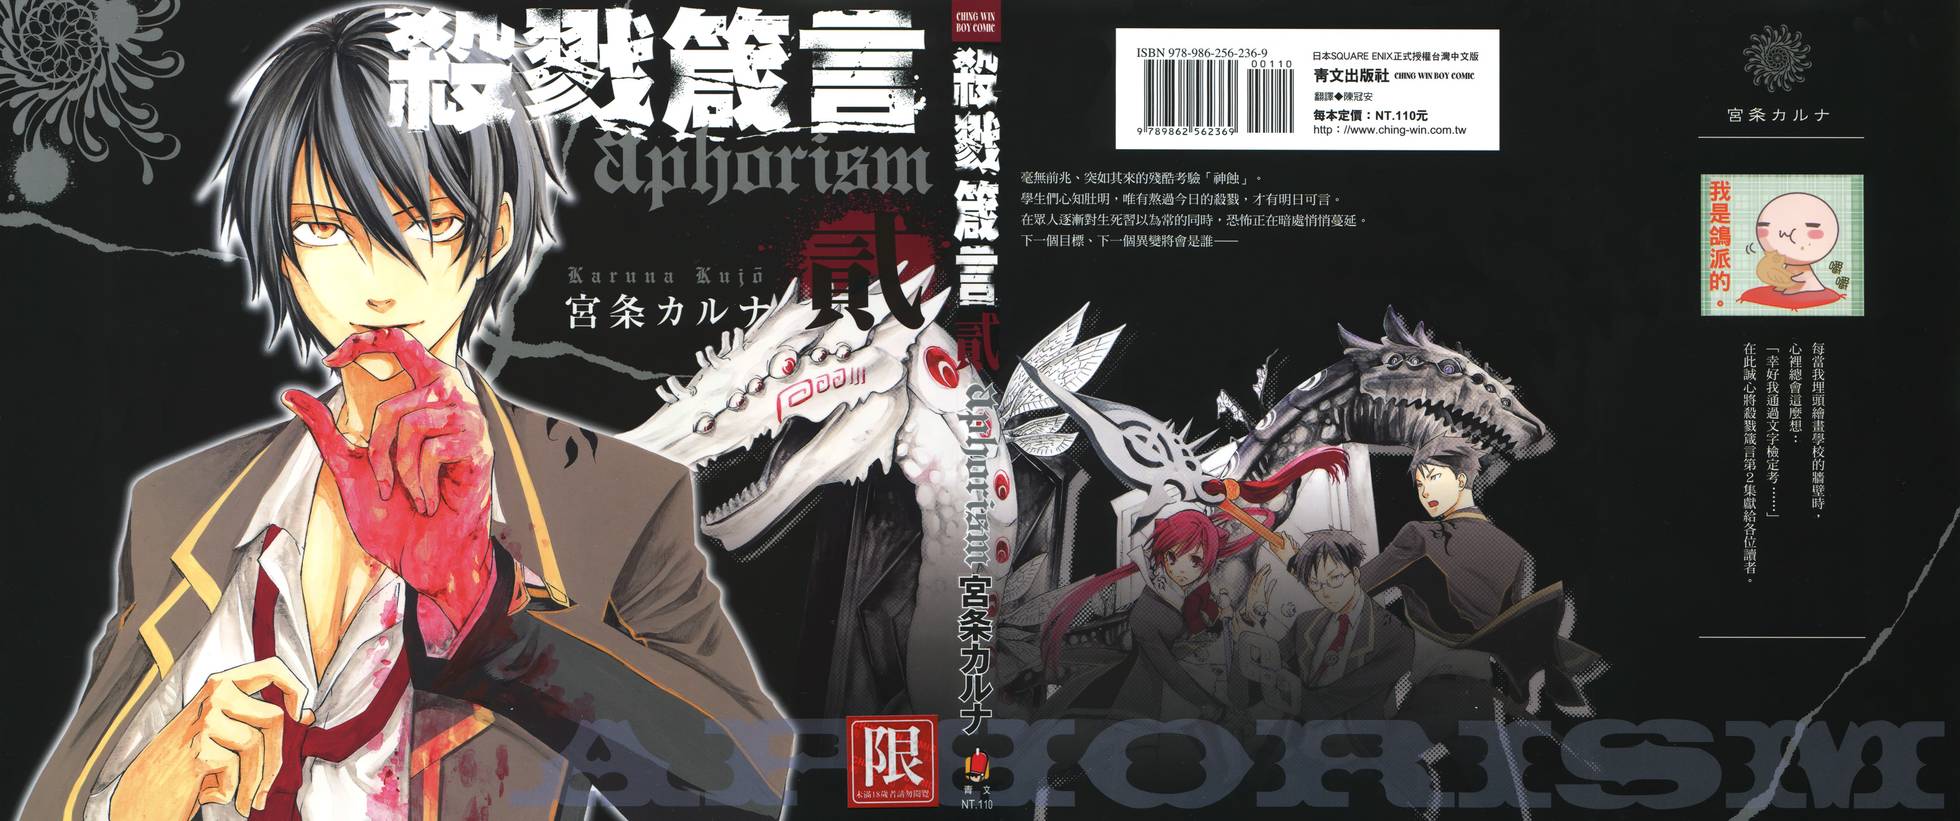 殺戮箴言
aphorism
貳
Karuna Kujō
宮条カルナ
限
未滿18歲者請勿閱覽
CHING WIN
BOY COMIC
殺戮箴言
貳
aphorism
宮条カルナ
青文
NT.110
ISBN 978-986-256-236-9
00110
9 789862 562369
日本SQUARE ENIX正式授權台灣中文版
青文出版社 CHING WIN BOY COMIC
翻譯◆陳冠安
每本定價：NT.110元
http：//www.ching-win.com.tw
毫無前兆、突如其來的殘酷考驗「神蝕」。
學生們心知肚明，唯有熬過今日的殺戮，才有明日可言。
在眾人逐漸對生死習以為常的同時，恐怖正在暗處悄悄蔓延。
下一個目標、下一個異變將會是誰——
APHORISM
宮条カルナ
我是鴿派的。
嚼
嚼
每當我埋頭繪畫學校的牆壁時，
心裡總會這麼想：
「幸好我通過文字檢定考……」
在此誠心將殺戮箴言第2集獻給各位讀者。